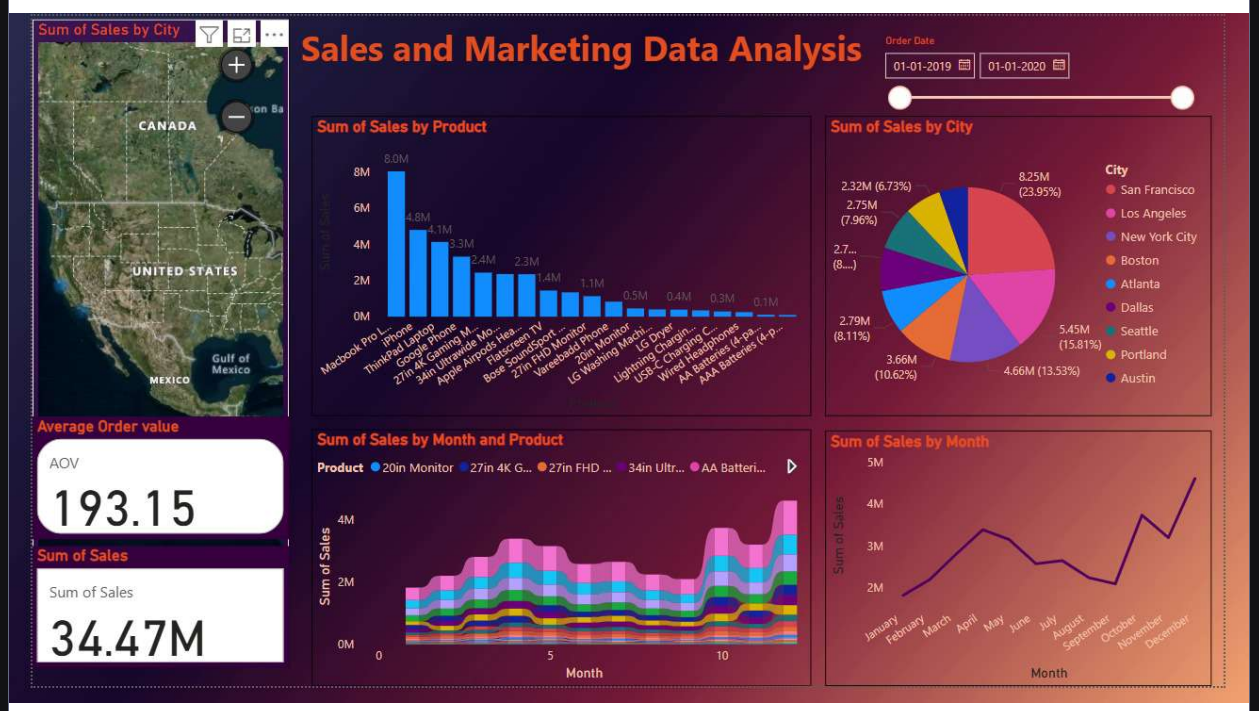 Sum of Sales by City
CANADA
UNITED STATES
Gulf of
Mexico
MEXICO
Average Order value
AOV
193.15
Sum of Sales
Sum of Sales
34.47M
Sales and Marketing Data Analysis
Order Date
01-01-2019
01-01-2020
Sum of Sales by Product
Sum of Sales
8M
6M
4M
2M
0M
8.0M
4.8M
4.1M
3.3M
2.4M
2.3M
1.4M
1.1M
0.5M
0.4M
0.3M
0.1M
Macbook Pro L...
iPhone
ThinkPad Laptop
Google Phone
27in 4K Gaming M...
34in Ultrawide Mo...
Apple Airpods Hea...
Flatscreen TV
Bose SoundSport ...
27in FHD Monitor
Vareebadd Phone
20in Monitor
LG Washing Machi...
LG Dryer
Lightning Chargin...
USB-C Charging C...
Wired Headphones
AA Batteries (4-pa...
AAA Batteries (4-p...
Product
Sum of Sales by City
8.25M
(23.95%)
5.45M
(15.81%)
4.66M (13.53%)
3.66M
(10.62%)
2.79M
(8.11%)
2.7...
(8....)
2.75M
(7.96%)
2.32M (6.73%)
City
San Francisco
Los Angeles
New York City
Boston
Atlanta
Dallas
Seattle
Portland
Austin
Sum of Sales by Month and Product
Product 20in Monitor 27in 4K G... 27in FHD ... 34in Ultr... AA Batteri...
Sum of Sales
4M
2M
0M
0 5 10
Month
Sum of Sales by Month
Sum of Sales
5M
4M
3M
2M
January
February
March
April
May
June
July
August
September
October
November
December
Month